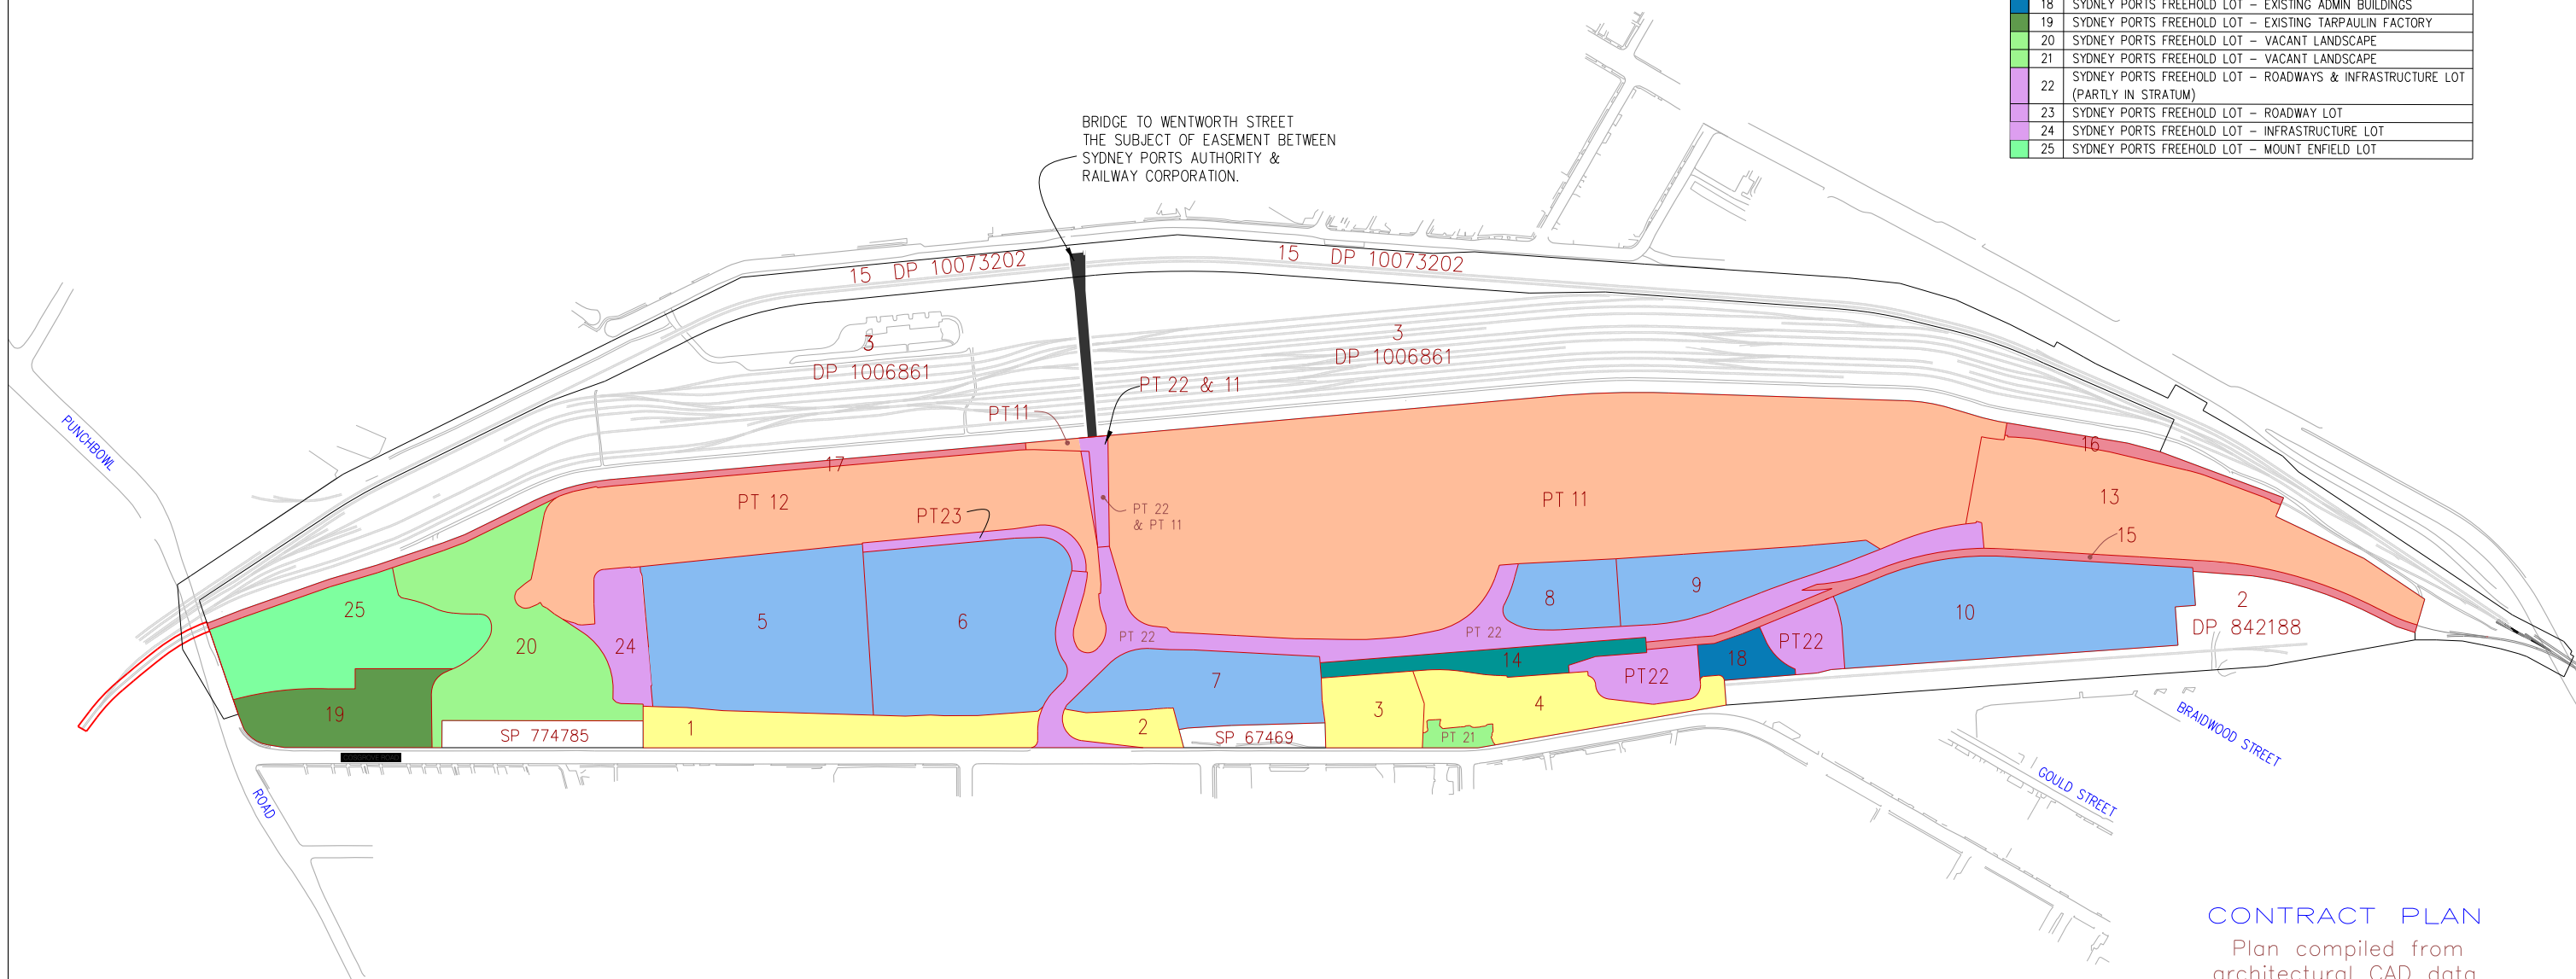 18 SYDNEY PORTS FREEHOLD LOT – EXISTING ADMIN BUILDINGS
19 SYDNEY PORTS FREEHOLD LOT – EXISTING TARPAULIN FACTORY
20 SYDNEY PORTS FREEHOLD LOT – VACANT LANDSCAPE
21 SYDNEY PORTS FREEHOLD LOT – VACANT LANDSCAPE
22 SYDNEY PORTS FREEHOLD LOT – ROADWAYS & INFRASTRUCTURE LOT
(PARTLY IN STRATUM)
23 SYDNEY PORTS FREEHOLD LOT – ROADWAY LOT
24 SYDNEY PORTS FREEHOLD LOT – INFRASTRUCTURE LOT
25 SYDNEY PORTS FREEHOLD LOT – MOUNT ENFIELD LOT
BRIDGE TO WENTWORTH STREET
THE SUBJECT OF EASEMENT BETWEEN
SYDNEY PORTS AUTHORITY &
RAILWAY CORPORATION.
15 DP 10073202
15 DP 10073202
3
DP 1006861
3
DP 1006861
PT 22 & 11
PT11
PUNCHBOWL
17
16
PT 12
PT 11
13
PT23
PT 22
& PT 11
15
25
5
6
8
9
10
2
DP 842188
20
24
PT 22
PT 22
14
18
PT22
PT22
7
19
1
2
3
4
SP 774785
SP 67469
PT 21
BRAIDWOOD STREET
GOULD STREET
ROAD
CONTRACT PLAN
Plan compiled from
architectural CAD data